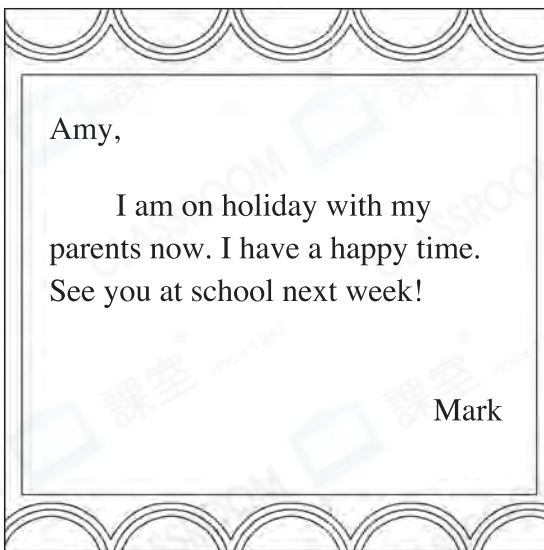 Amy,
I am on holiday with my
parents now. I have a happy time.
See you at school next week!
Mark